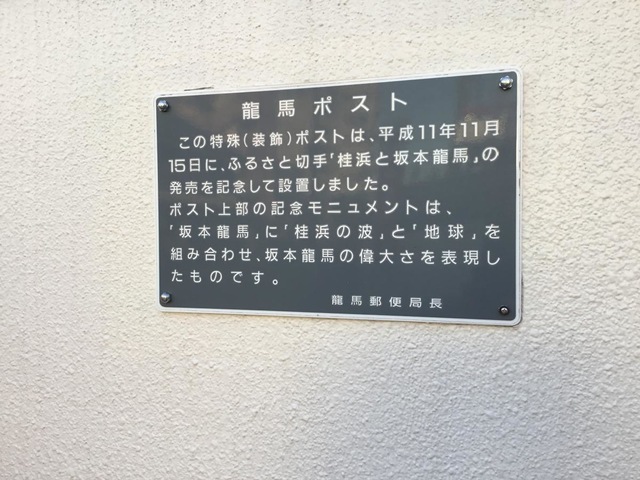 龍馬ポスト
この特殊(装飾)ポストは、平成11年11月
15日に、ふるさと切手「桂浜と坂本龍馬」の
発売を記念して設置しました。
ポスト上部の記念モニュメントは、
「坂本龍馬」に「桂浜の波」と「地球」を
組み合わせ、坂本龍馬の偉大さを表現し
たものです。
龍馬郵便局長